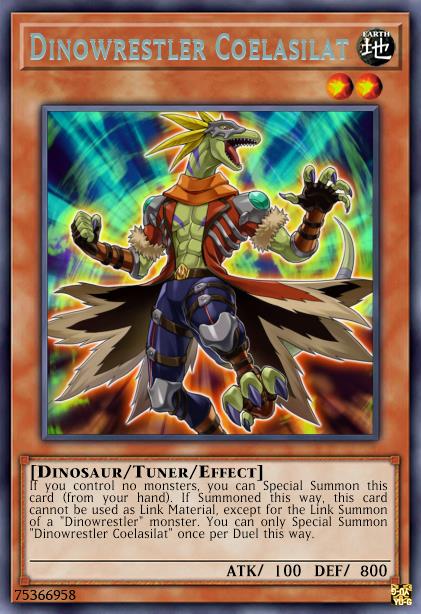 DINOWRESTLER COELASILAT
EARTH
地
[DINOSAUR/TUNER/EFFECT]
If you control no monsters, you can Special Summon this
card (from your hand). If Summoned this way, this card
cannot be used as Link Material, except for the Link Summon
of a "Dinowrestler" monster. You can only Special Summon
"Dinowrestler Coelasilat" once per Duel this way.
ATK/ 100 DEF/ 800
75366958